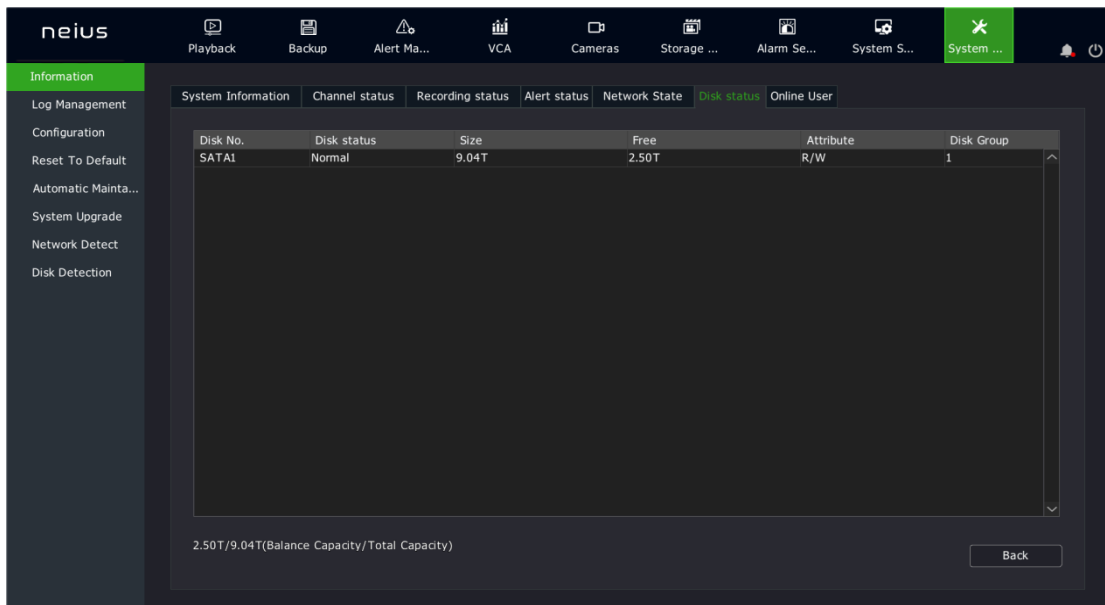 neius
Playback Backup Alert Ma... VCA Cameras Storage ... Alarm Se... System S... System ...
Information
Log Management
Configuration
Reset To Default
Automatic Mainta...
System Upgrade
Network Detect
Disk Detection
System Information Channel status Recording status Alert status Network State Disk status Online User
Disk No. Disk status Size Free Attribute Disk Group
SATA1 Normal 9.04T 2.50T R/W 1
2.50T/9.04T(Balance Capacity/Total Capacity)
Back